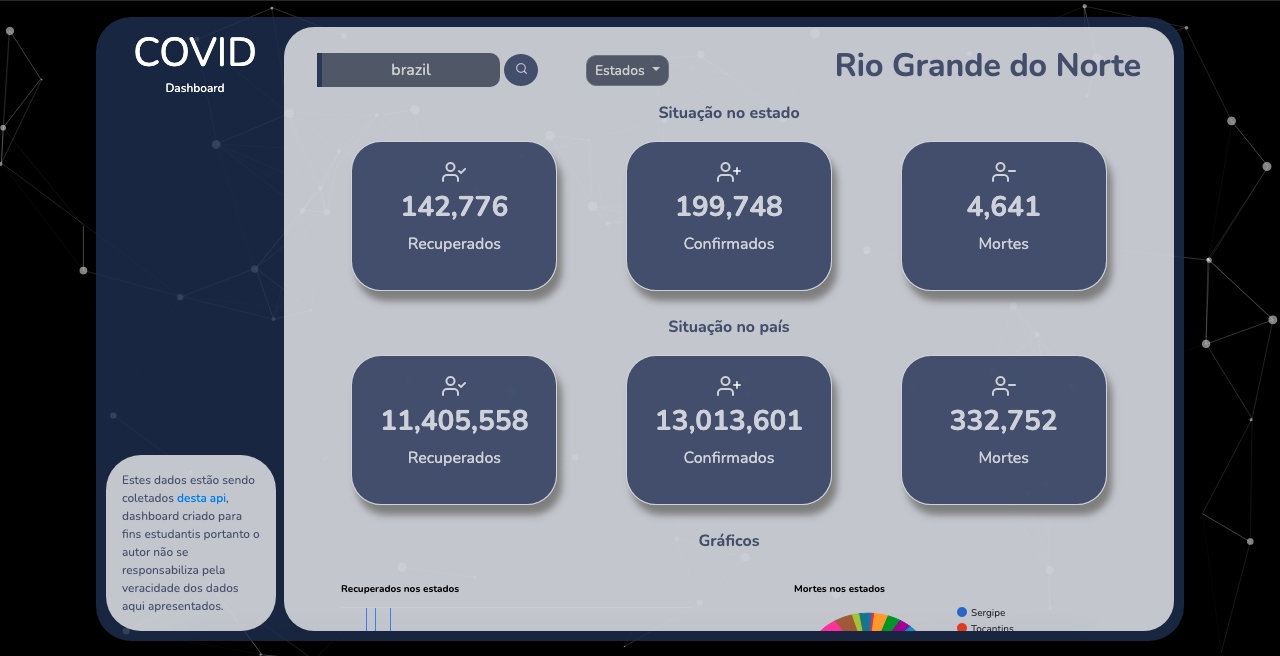 COVID
Dashboard
brazil
Estados
Rio Grande do Norte
Situação no estado
142,776
Recuperados
199,748
Confirmados
4,641
Mortes
Situação no país
11,405,558
Recuperados
13,013,601
Confirmados
332,752
Mortes
Estes dados estão sendo
coletados desta api,
dashboard criado para
fins estudantis portanto o
autor não se
responsabiliza pela
veracidade dos dados
aqui apresentados.
Gráficos
Recuperados nos estados
Mortes nos estados
Sergipe
Tocantins